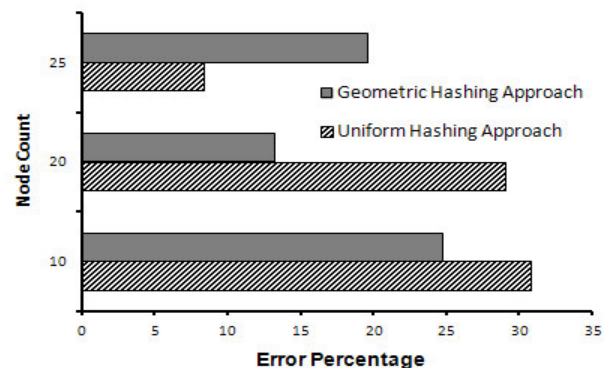 25
Geometric Hashing Approach
Uniform Hashing Approach
20
10
Node Count
0 5 10 15 20 25 30 35
Error Percentage